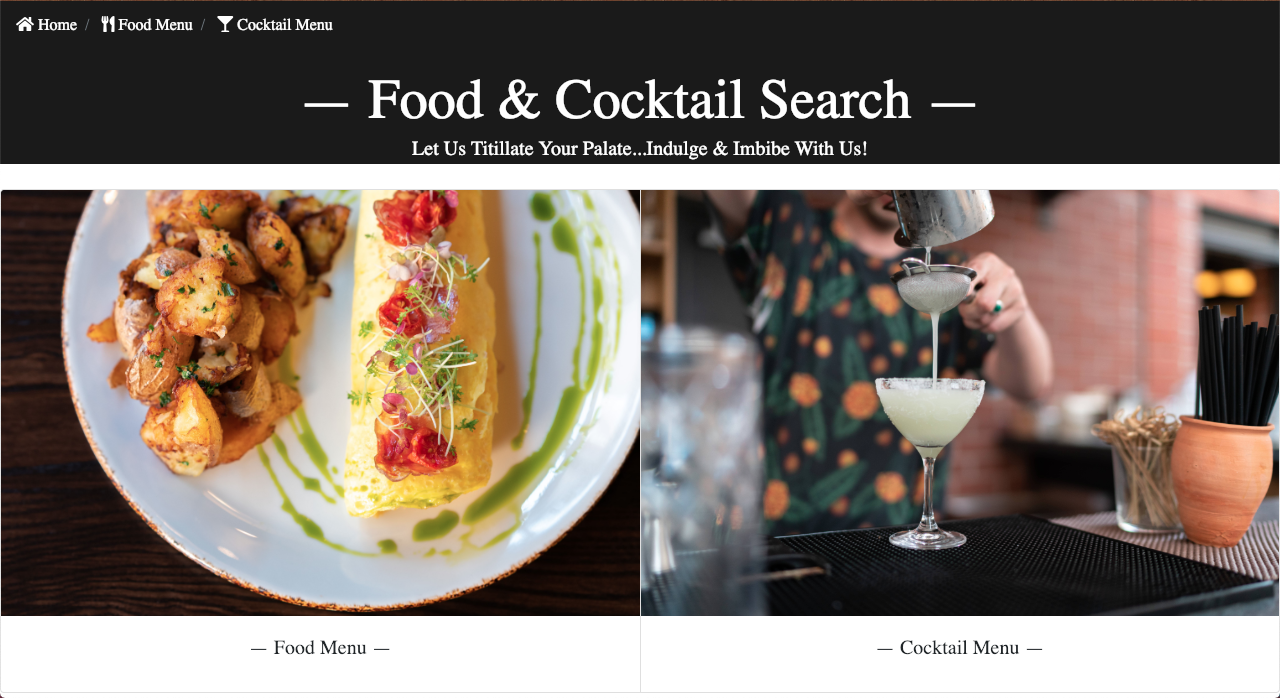 Home / Food Menu / Cocktail Menu
— Food & Cocktail Search —
Let Us Titillate Your Palate...Indulge & Imbibe With Us!
— Food Menu —
— Cocktail Menu —